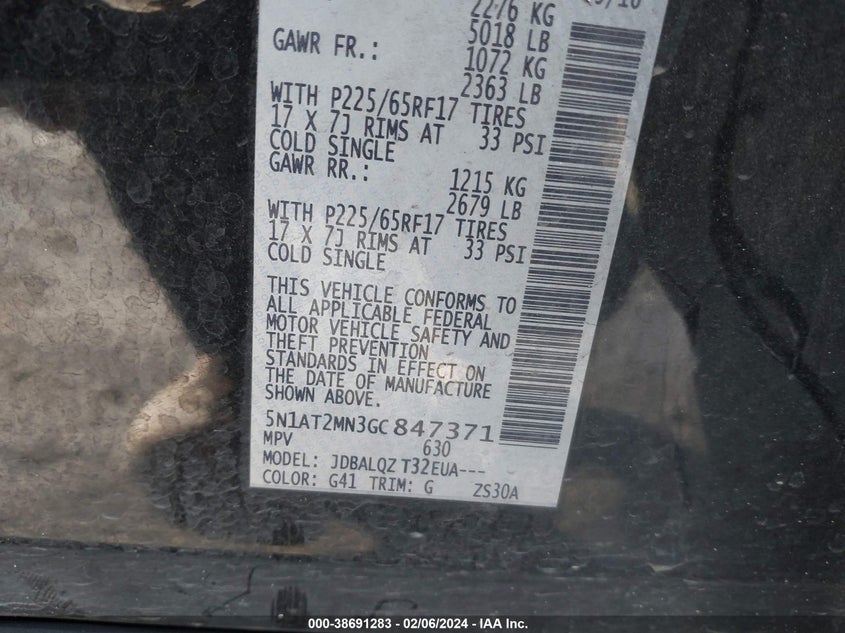 2276 KG
5018 LB
GAWR FR.: 1072 KG
2363 LB
WITH P225/65RF17 TIRES
17 X 7J RIMS AT 33 PSI
COLD SINGLE
GAWR RR.: 1215 KG
2679 LB
WITH P225/65RF17 TIRES
17 X 7J RIMS AT 33 PSI
COLD SINGLE
THIS VEHICLE CONFORMS TO
ALL APPLICABLE FEDERAL
MOTOR VEHICLE SAFETY AND
THEFT PREVENTION
STANDARDS IN EFFECT ON
THE DATE OF MANUFACTURE
SHOWN ABOVE.
5N1AT2MN3GC847371
MPV 630
MODEL: JDBALQZ T32EUA---
COLOR: G41 TRIM: G ZS30A
000-38691283 - 02/06/2024 - IAA Inc.